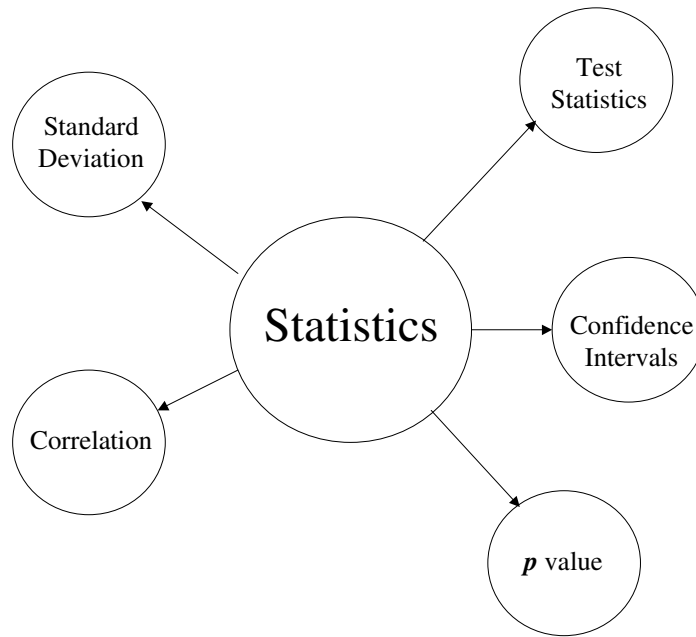 Test
Statistics
Standard
Deviation
Statistics
Confidence
Intervals
Correlation
p value